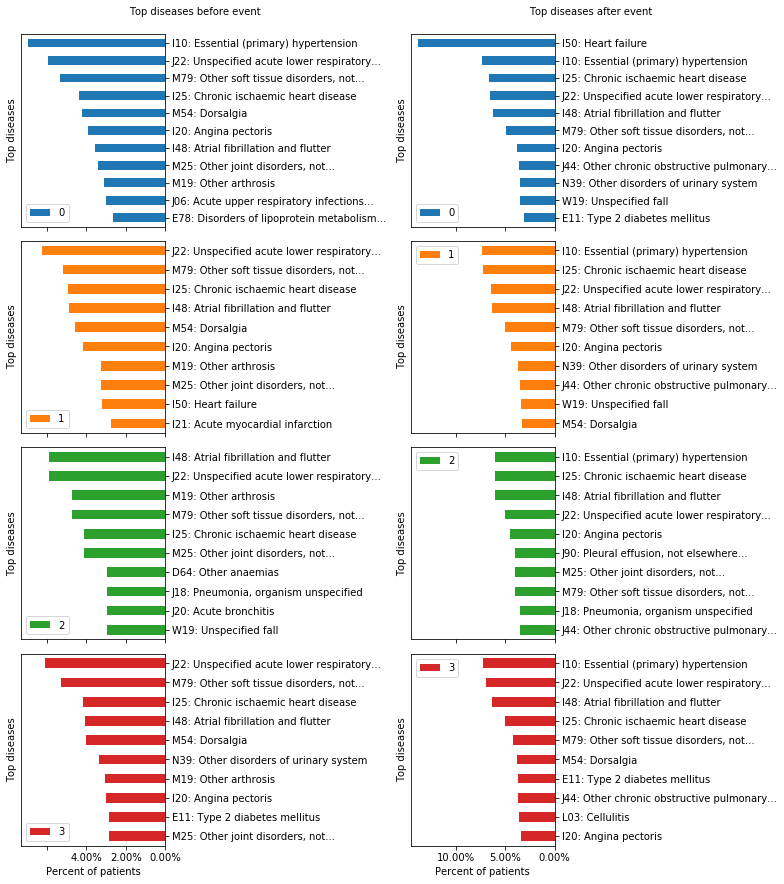 Top diseases before event
Top diseases
I10: Essential (primary) hypertension
J22: Unspecified acute lower respiratory...
M79: Other soft tissue disorders, not...
I25: Chronic ischaemic heart disease
M54: Dorsalgia
I20: Angina pectoris
I48: Atrial fibrillation and flutter
M25: Other joint disorders, not...
M19: Other arthrosis
J06: Acute upper respiratory infections...
E78: Disorders of lipoprotein metabolism...
0
Top diseases after event
Top diseases
I50: Heart failure
I10: Essential (primary) hypertension
I25: Chronic ischaemic heart disease
J22: Unspecified acute lower respiratory...
I48: Atrial fibrillation and flutter
M79: Other soft tissue disorders, not...
I20: Angina pectoris
J44: Other chronic obstructive pulmonary...
N39: Other disorders of urinary system
W19: Unspecified fall
E11: Type 2 diabetes mellitus
0
Top diseases
J22: Unspecified acute lower respiratory...
M79: Other soft tissue disorders, not...
I25: Chronic ischaemic heart disease
I48: Atrial fibrillation and flutter
M54: Dorsalgia
I20: Angina pectoris
M19: Other arthrosis
M25: Other joint disorders, not...
I50: Heart failure
I21: Acute myocardial infarction
1
Top diseases
1
I10: Essential (primary) hypertension
I25: Chronic ischaemic heart disease
J22: Unspecified acute lower respiratory...
I48: Atrial fibrillation and flutter
M79: Other soft tissue disorders, not...
I20: Angina pectoris
N39: Other disorders of urinary system
J44: Other chronic obstructive pulmonary...
W19: Unspecified fall
M54: Dorsalgia
Top diseases
I48: Atrial fibrillation and flutter
J22: Unspecified acute lower respiratory...
M19: Other arthrosis
M79: Other soft tissue disorders, not...
I25: Chronic ischaemic heart disease
M25: Other joint disorders, not...
D64: Other anaemias
J18: Pneumonia, organism unspecified
J20: Acute bronchitis
W19: Unspecified fall
2
Top diseases
2
I10: Essential (primary) hypertension
I25: Chronic ischaemic heart disease
I48: Atrial fibrillation and flutter
J22: Unspecified acute lower respiratory...
I20: Angina pectoris
J90: Pleural effusion, not elsewhere...
M25: Other joint disorders, not...
M79: Other soft tissue disorders, not...
J18: Pneumonia, organism unspecified
J44: Other chronic obstructive pulmonary...
Top diseases
J22: Unspecified acute lower respiratory...
M79: Other soft tissue disorders, not...
I25: Chronic ischaemic heart disease
I48: Atrial fibrillation and flutter
M54: Dorsalgia
N39: Other disorders of urinary system
M19: Other arthrosis
I20: Angina pectoris
E11: Type 2 diabetes mellitus
M25: Other joint disorders, not...
3
4.00% 2.00% 0.00%
Percent of patients
Top diseases
3
I10: Essential (primary) hypertension
J22: Unspecified acute lower respiratory...
I48: Atrial fibrillation and flutter
I25: Chronic ischaemic heart disease
M79: Other soft tissue disorders, not...
M54: Dorsalgia
E11: Type 2 diabetes mellitus
J44: Other chronic obstructive pulmonary...
L03: Cellulitis
I20: Angina pectoris
10.00% 5.00% 0.00%
Percent of patients